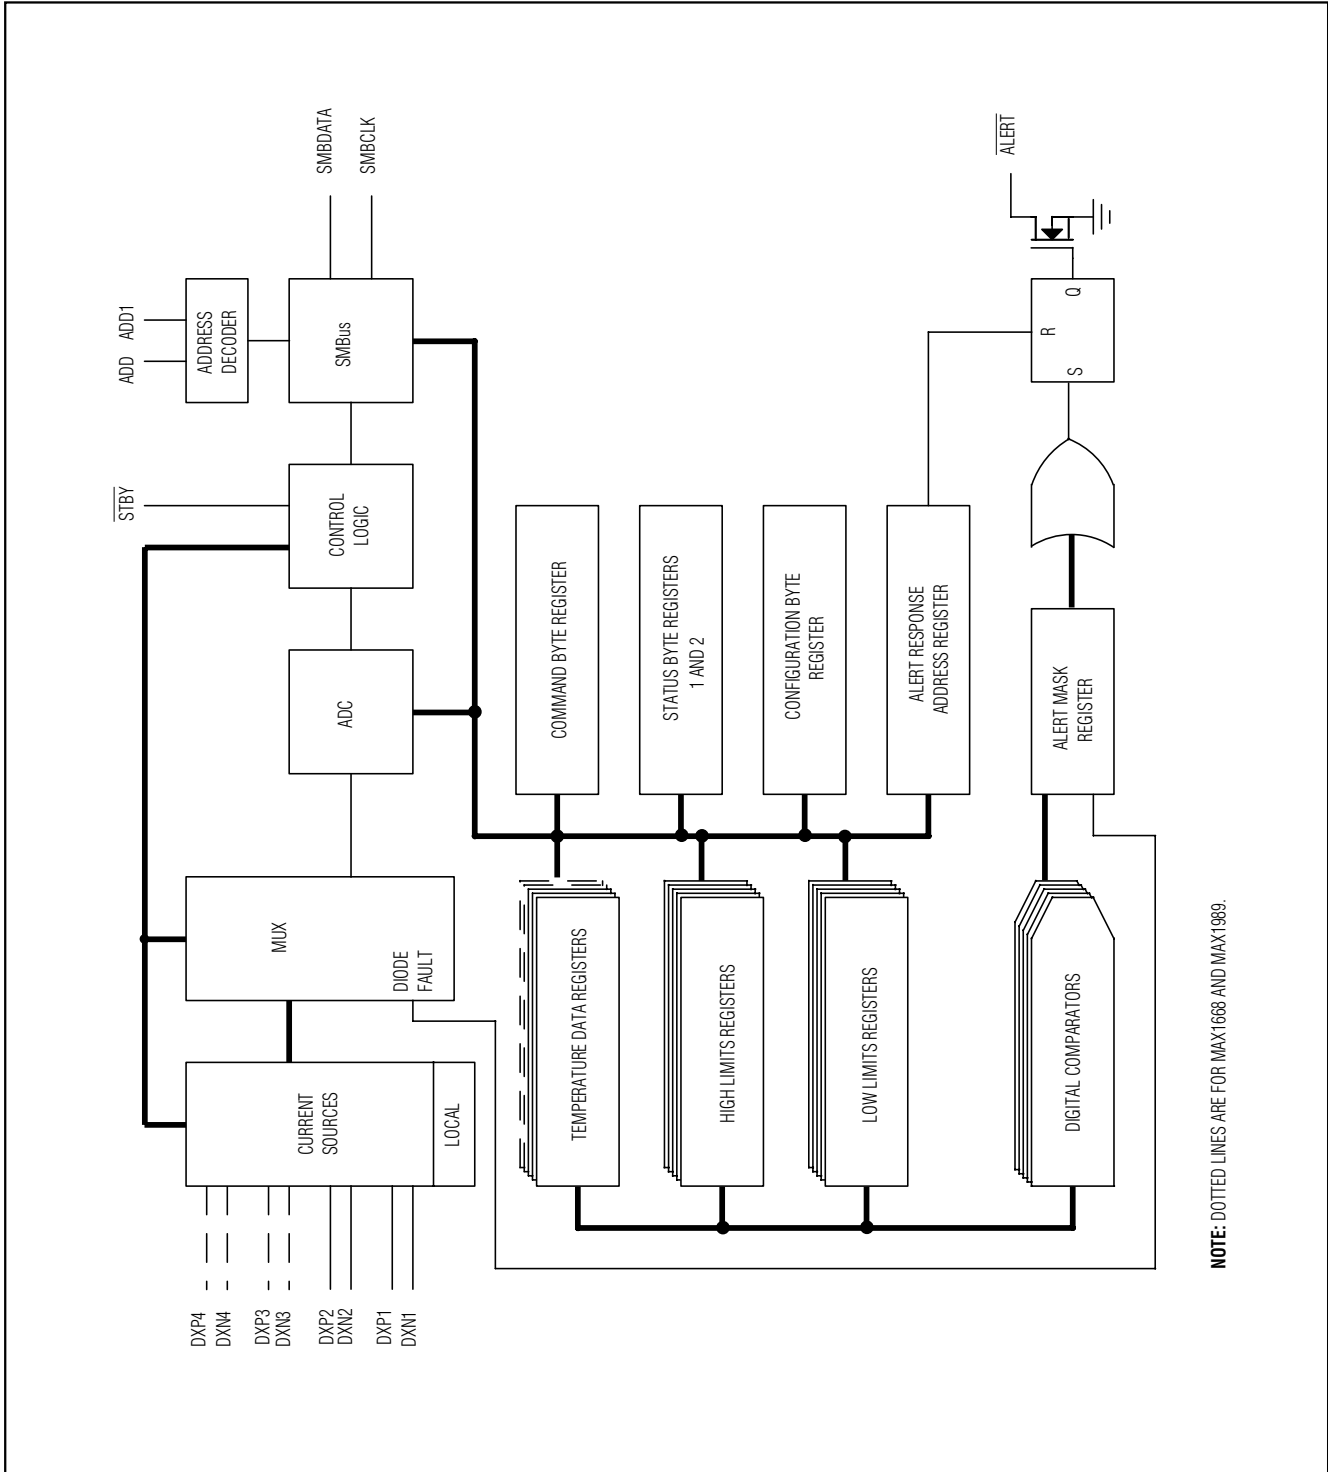 DXP4
DXN4
DXP3
DXN3
DXP2
DXN2
DXP1
DXN1
CURRENT
SOURCES
LOCAL
MUX
DIODE
FAULT
ADC
STBY
CONTROL
LOGIC
ADD
ADD1
ADDRESS
DECODER
SMBus
SMBDATA
SMBCLK
TEMPERATURE DATA REGISTERS
HIGH LIMITS REGISTERS
LOW LIMITS REGISTERS
DIGITAL COMPARATORS
COMMAND BYTE REGISTER
STATUS BYTE REGISTERS
1 AND 2
CONFIGURATION BYTE
REGISTER
ALERT RESPONSE
ADDRESS REGISTER
ALERT MASK
REGISTER
S
R
Q
ALERT
NOTE: DOTTED LINES ARE FOR MAX1668 AND MAX1989.